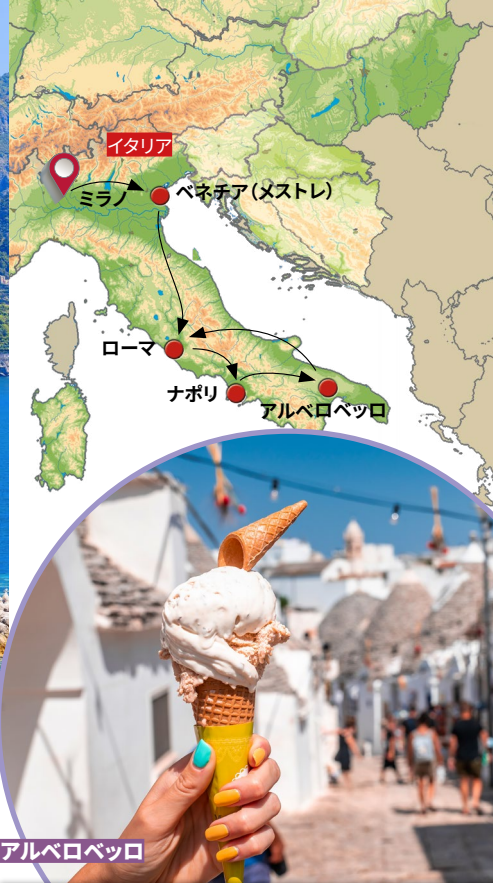 イタリア
ミラノ
ベネチア（メストレ）
ローマ
ナポリ
アルベロベッロ
アルベロベッロ